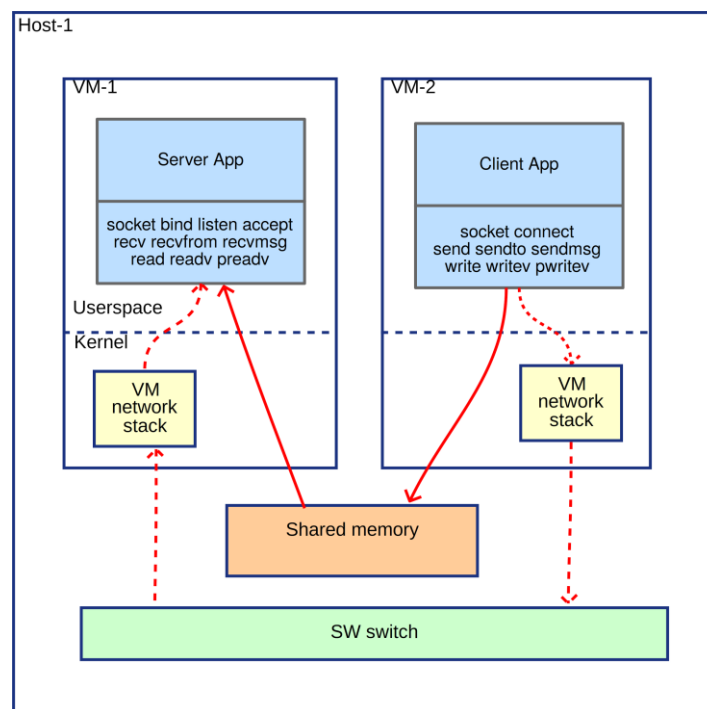 Host-1
VM-1
Server App
socket bind listen accept
recv recvfrom recvmsg
read readv preadv
Userspace
Kernel
VM
network
stack
VM-2
Client App
socket connect
send sendto sendmsg
write writev pwritev
VM
network
stack
Shared memory
SW switch